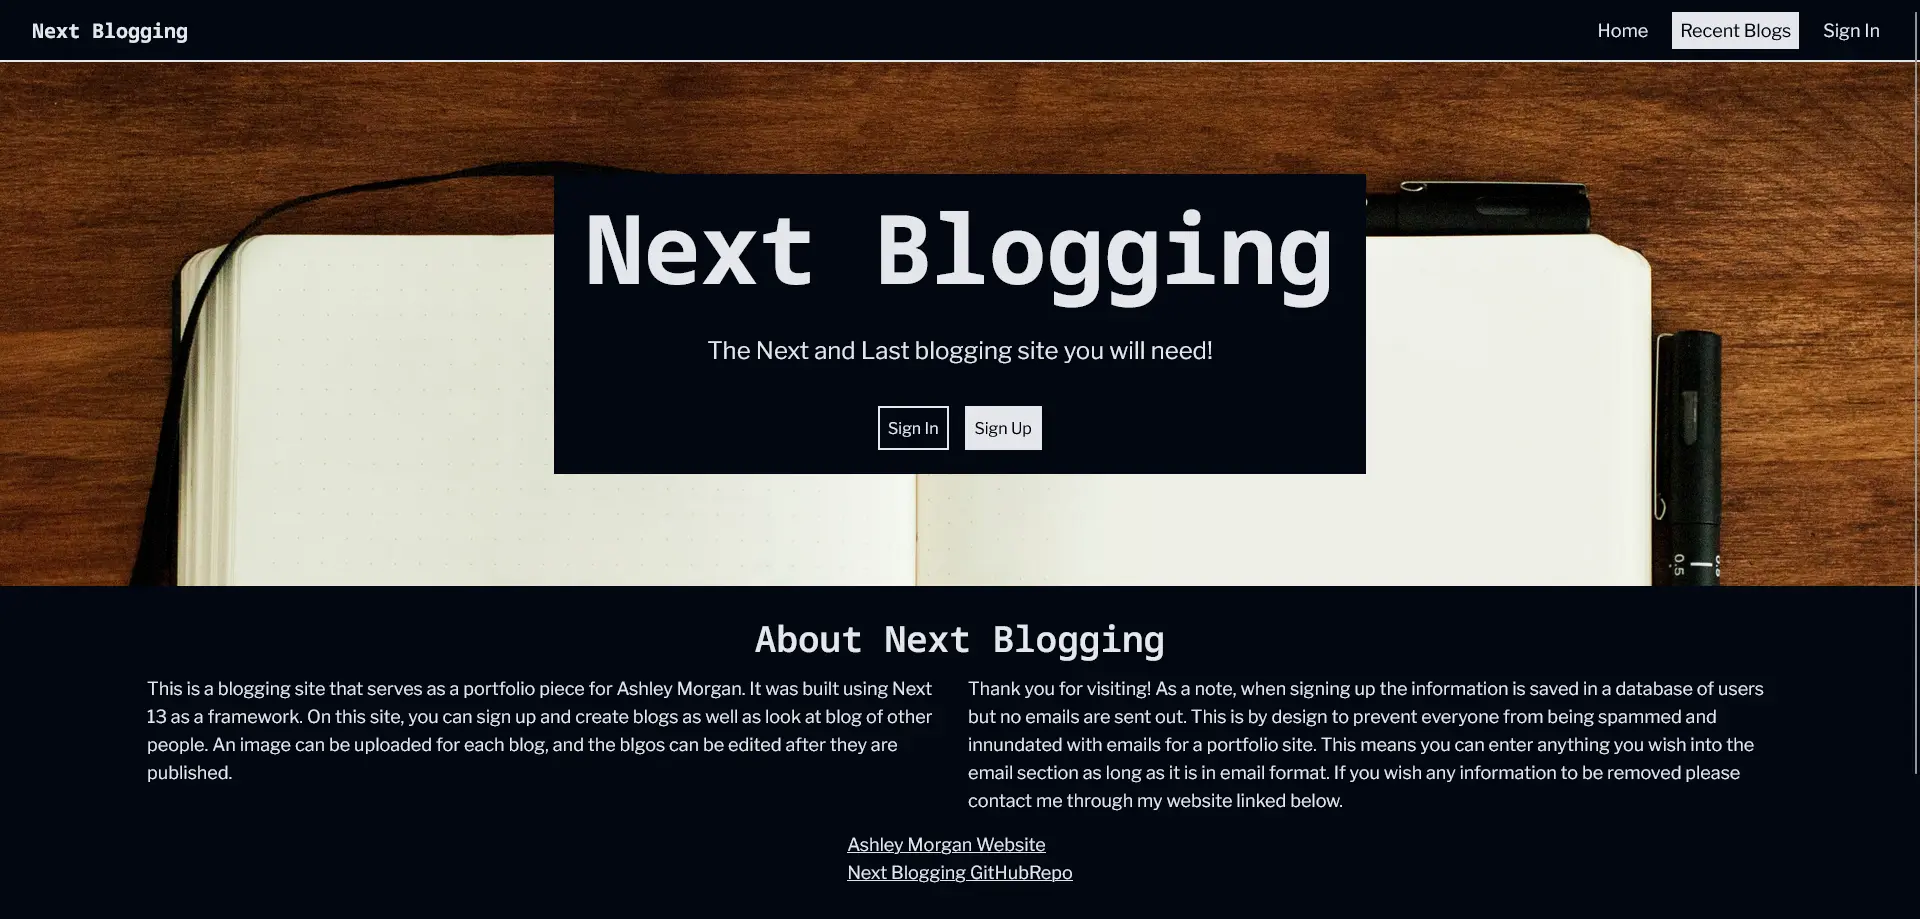 Next Blogging
Home
Recent Blogs
Sign In
Next Blogging
The Next and Last blogging site you will need!
Sign In
Sign Up
0.5
About Next Blogging
This is a blogging site that serves as a portfolio piece for Ashley Morgan. It was built using Next
13 as a framework. On this site, you can sign up and create blogs as well as look at blog of other
people. An image can be uploaded for each blog, and the blgos can be edited after they are
published.
Thank you for visiting! As a note, when signing up the information is saved in a database of users
but no emails are sent out. This is by design to prevent everyone from being spammed and
innundated with emails for a portfolio site. This means you can enter anything you wish into the
email section as long as it is in email format. If you wish any information to be removed please
contact me through my website linked below.
Ashley Morgan Website
Next Blogging GitHubRepo